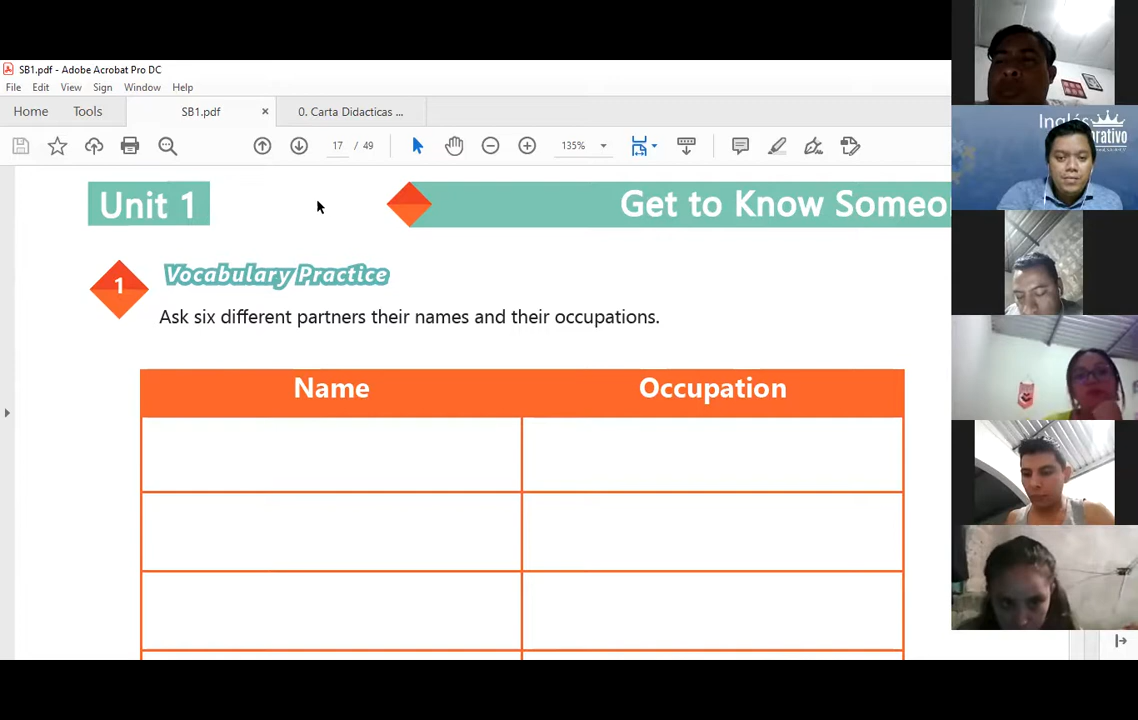 SB1.pdf - Adobe Acrobat Pro DC
File Edit View Sign Window Help
Home Tools SB1.pdf × 0. Carta Didacticas ...
17 / 49 135%
Unit 1
Get to Know Someo
1
Vocabulary Practice
Ask six different partners their names and their occupations.
Name Occupation
Inglés